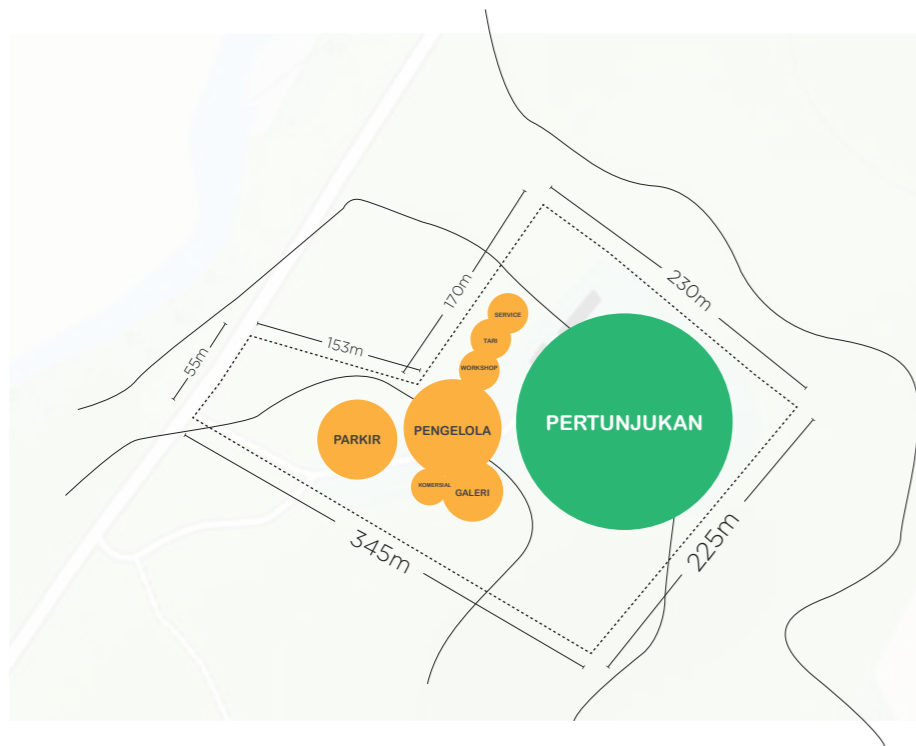 230m
170m
SERVICE
55m
153m
TARI
WORKSHOP
PERTUNJUKAN
PENGELOLA
PARKIR
KOMERSIAL
GALERI
345m
225m